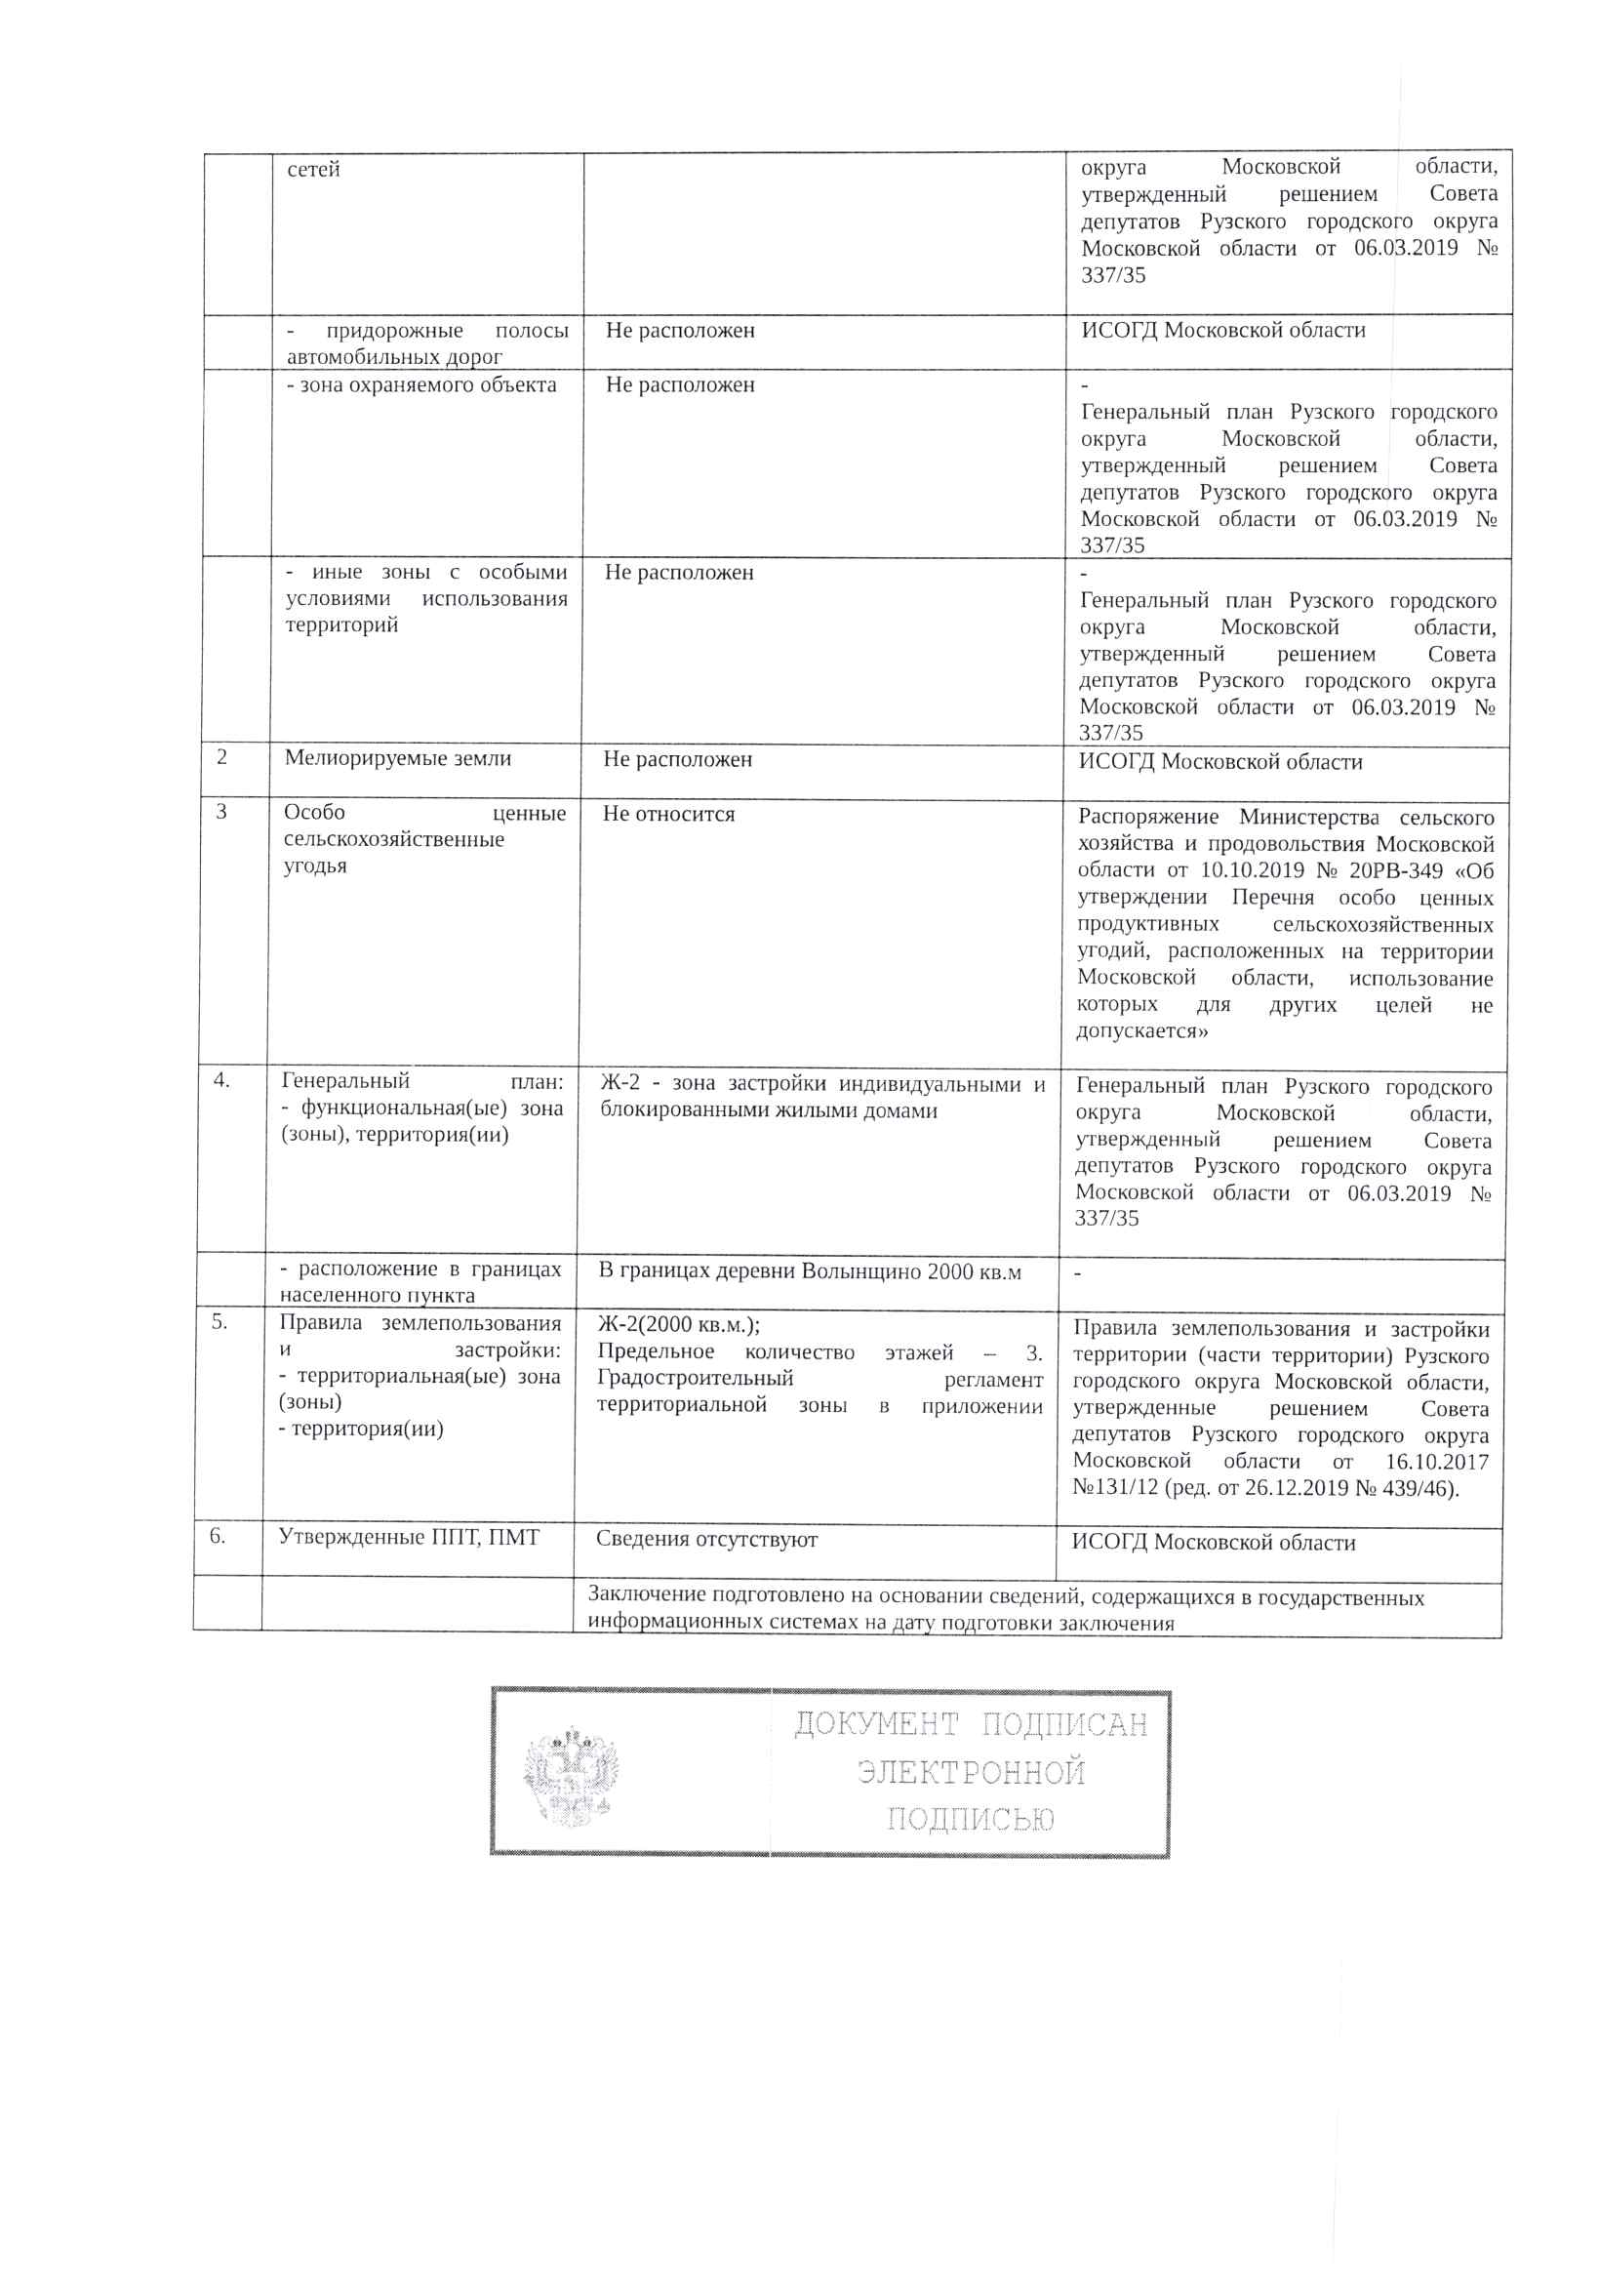 сетей
округа Московской области,
утвержденный решением Совета
депутатов Рузского городского округа
Московской области от 06.03.2019 №
337/35
- придорожные полосы
автомобильных дорог
Не расположен
ИСОГД Московской области
- зона охраняемого объекта
Не расположен
-
Генеральный план Рузского городского
округа Московской области,
утвержденный решением Совета
депутатов Рузского городского округа
Московской области от 06.03.2019 №
337/35
- иные зоны с особыми
условиями использования
территорий
Не расположен
-
Генеральный план Рузского городского
округа Московской области,
утвержденный решением Совета
депутатов Рузского городского округа
Московской области от 06.03.2019 №
337/35
2
Мелиорируемые земли
Не расположен
ИСОГД Московской области
3
Особо ценные
сельскохозяйственные
угодья
Не относится
Распоряжение Министерства сельского
хозяйства и продовольствия Московской
области от 10.10.2019 № 20РВ-349 «Об
утверждении Перечня особо ценных
продуктивных сельскохозяйственных
угодий, расположенных на территории
Московской области, использование
которых для других целей не
допускается»
4.
Генеральный план:
- функциональная(ые) зона
(зоны), территория(ии)
Ж-2 - зона застройки индивидуальными и
блокированными жилыми домами
Генеральный план Рузского городского
округа Московской области,
утвержденный решением Совета
депутатов Рузского городского округа
Московской области от 06.03.2019 №
337/35
- расположение в границах
населенного пункта
В границах деревни Волынщино 2000 кв.м
-
5.
Правила землепользования
и застройки:
- территориальная(ые) зона
(зоны)
- территория(ии)
Ж-2(2000 кв.м.);
Предельное количество этажей – 3.
Градостроительный регламент
территориальной зоны в приложении
Правила землепользования и застройки
территории (части территории) Рузского
городского округа Московской области,
утвержденные решением Совета
депутатов Рузского городского округа
Московской области от 16.10.2017
№131/12 (ред. от 26.12.2019 № 439/46).
6.
Утвержденные ППТ, ПМТ
Сведения отсутствуют
ИСОГД Московской области
Заключение подготовлено на основании сведений, содержащихся в государственных
информационных системах на дату подготовки заключения
ДОКУМЕНТ ПОДПИСАН
ЭЛЕКТРОННОЙ
ПОДПИСЬЮ